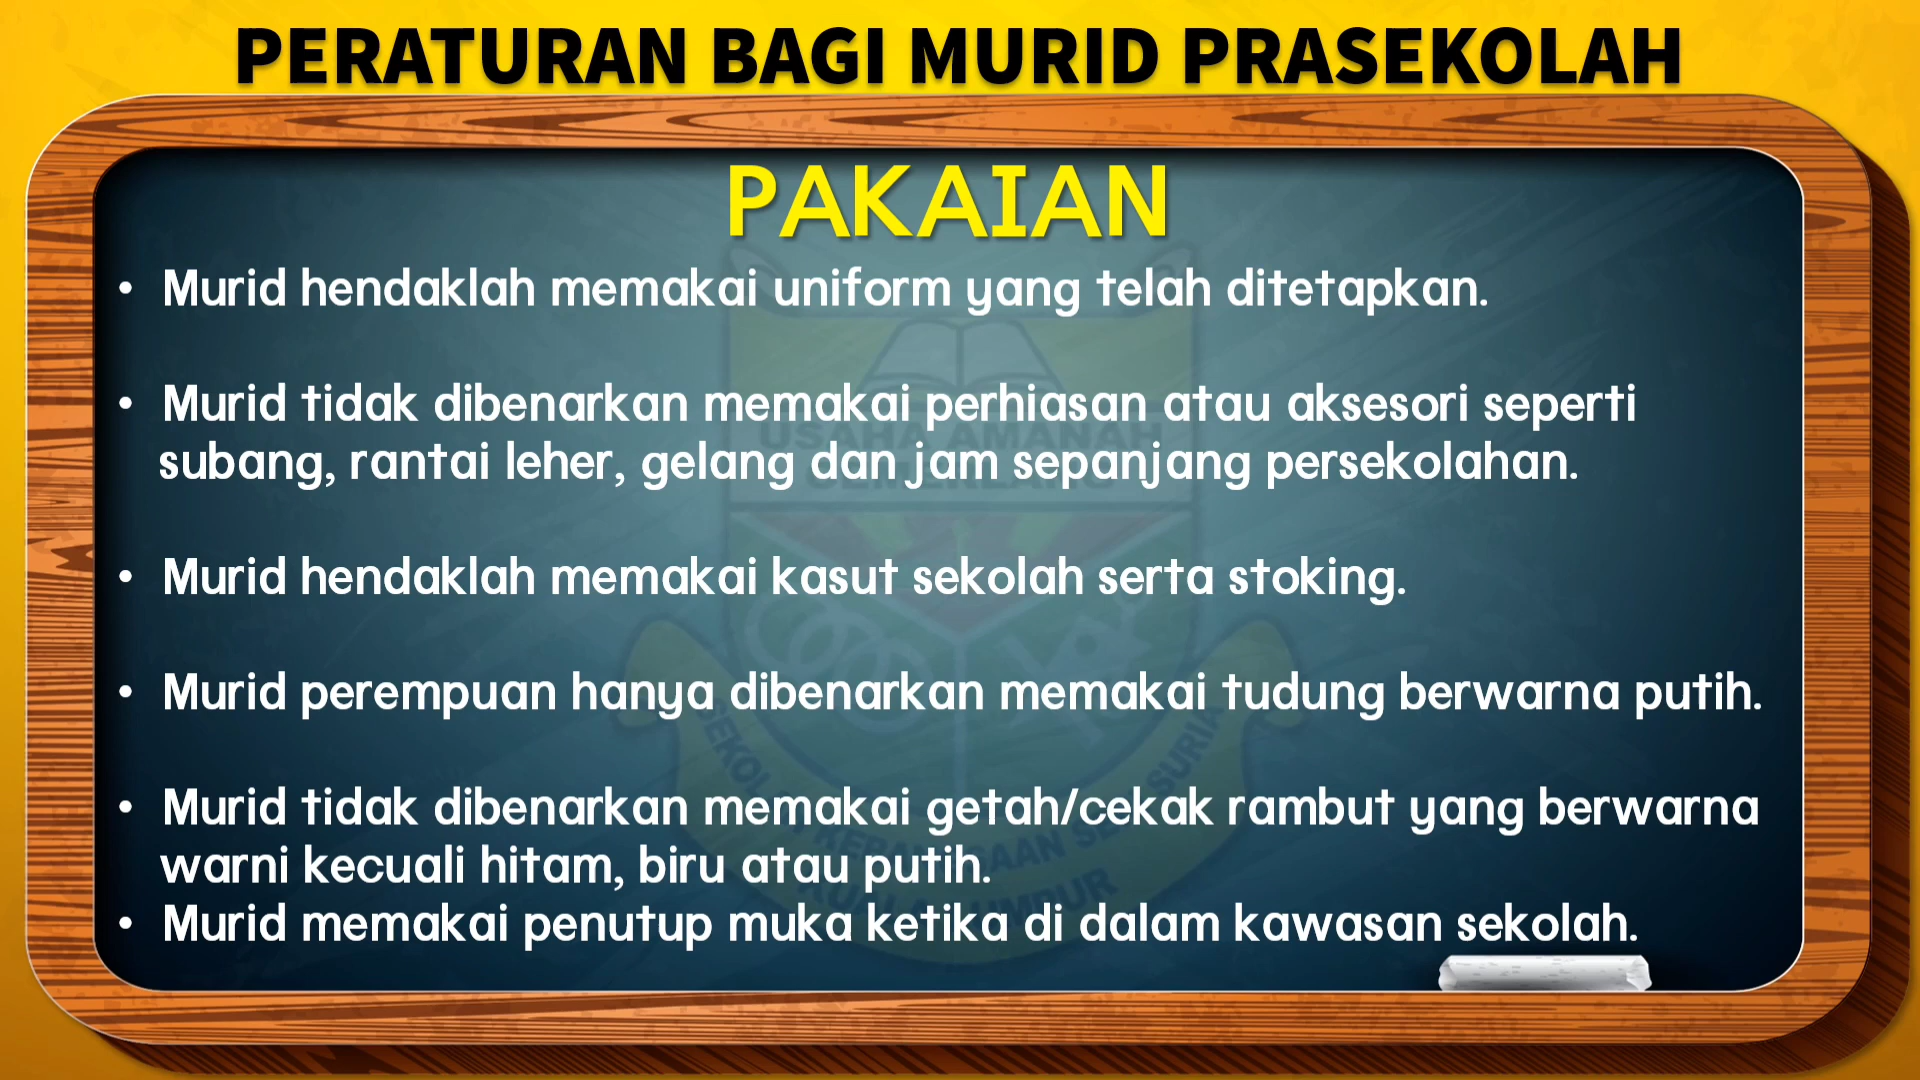 PERATURAN BAGI MURID PRASEKOLAH
PAKAIAN
• Murid hendaklah memakai uniform yang telah ditetapkan.
• Murid tidak dibenarkan memakai perhiasan atau aksesori seperti
subang, rantai leher, gelang dan jam sepanjang persekolahan.
• Murid hendaklah memakai kasut sekolah serta stoking.
• Murid perempuan hanya dibenarkan memakai tudung berwarna putih.
• Murid tidak dibenarkan memakai getah/cekak rambut yang berwarna
warni kecuali hitam, biru atau putih.
• Murid memakai penutup muka ketika di dalam kawasan sekolah.
USAHA AMANAH